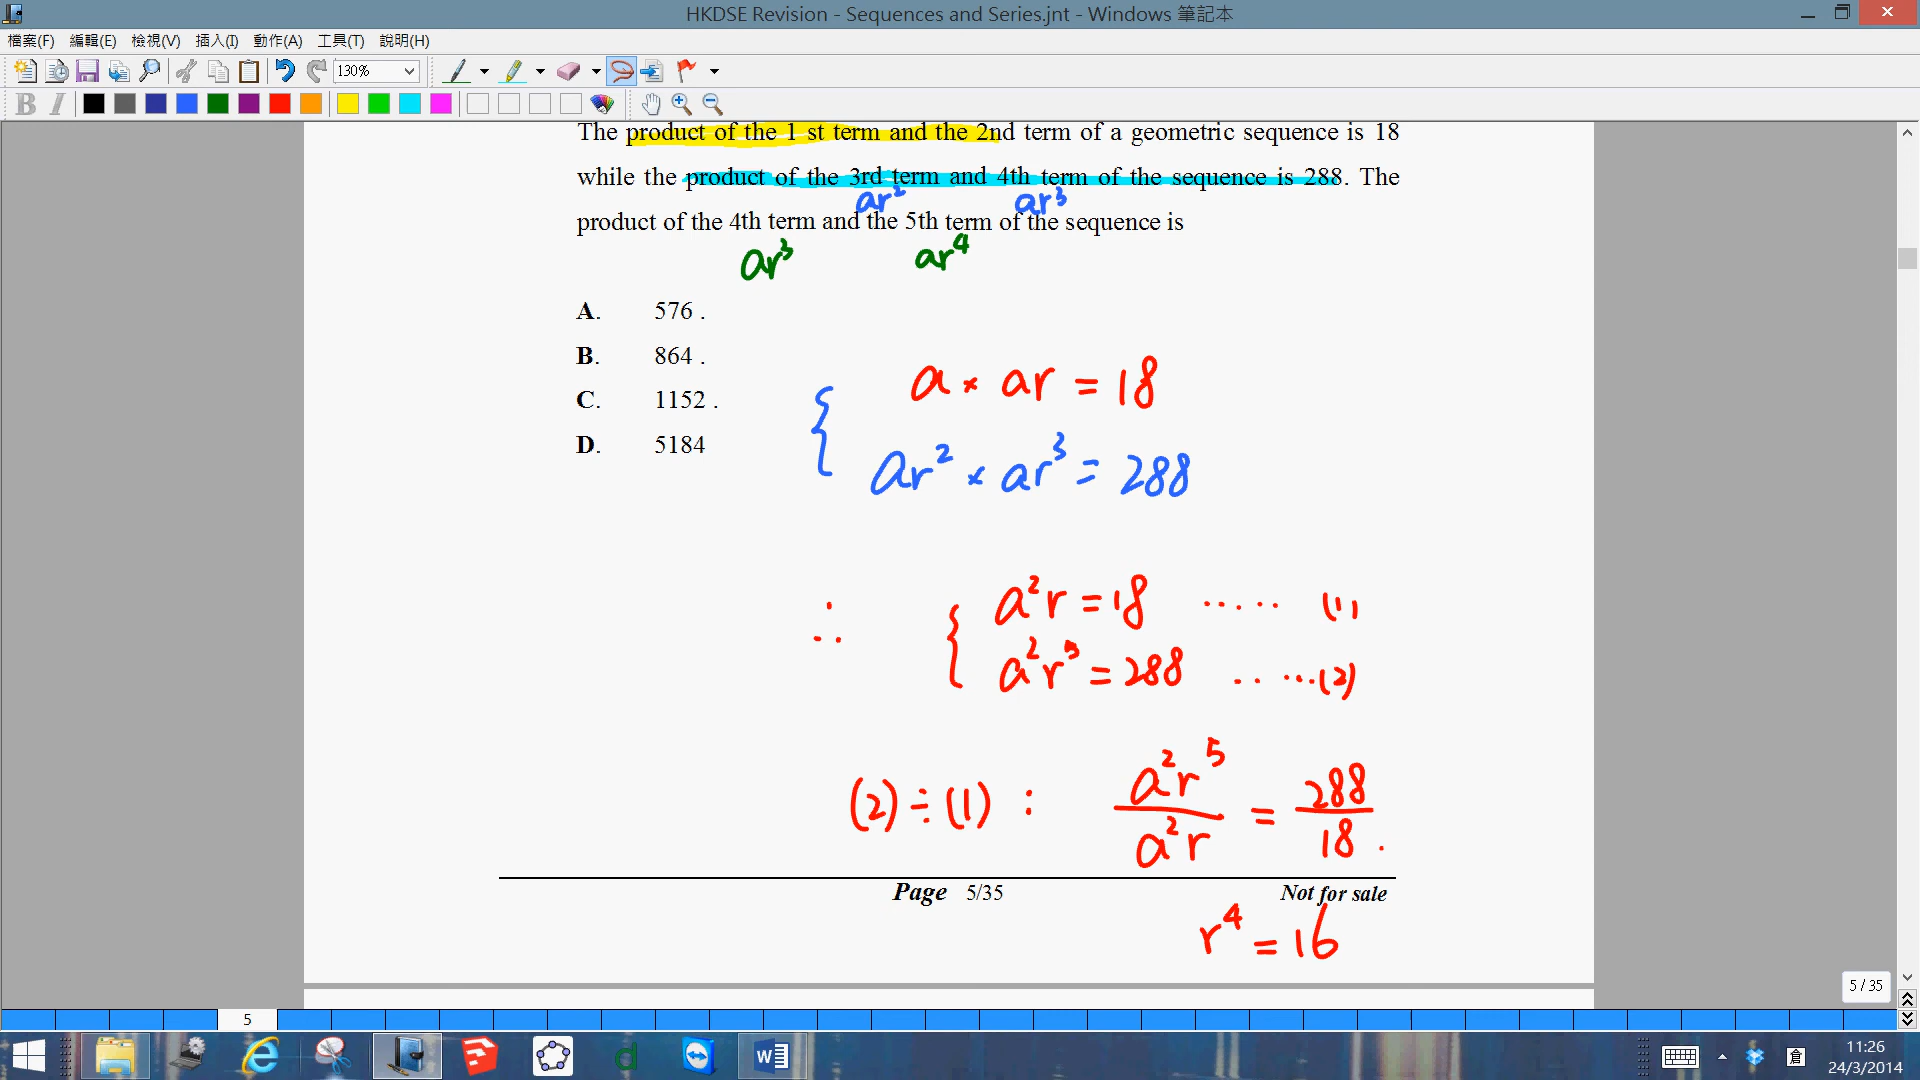 HKDSE Revision - Sequences and Series.jnt - Windows 筆記本
檔案(F) 編輯(E) 檢視(V) 插入(I) 動作(A) 工具(T) 說明(H)
130%
B I
The product of the 1 st term and the 2nd term of a geometric sequence is 18
while the product of the 3rd term and 4th term of the sequence is 288. The
ar² ar³
product of the 4th term and the 5th term of the sequence is
ar³ ar⁴
A. 576 .
B. 864 .
C. 1152 .
D. 5184
a × ar = 18
ar² × ar³ = 288
∴ a²r = 18 ..... (1)
a²r⁵ = 288 ......(2)
(2) ÷ (1) : a²r⁵ / a²r = 288 / 18 .
Page 5/35 Not for sale
r⁴ = 16
5 / 35
5
倉
11:26
24/3/2014